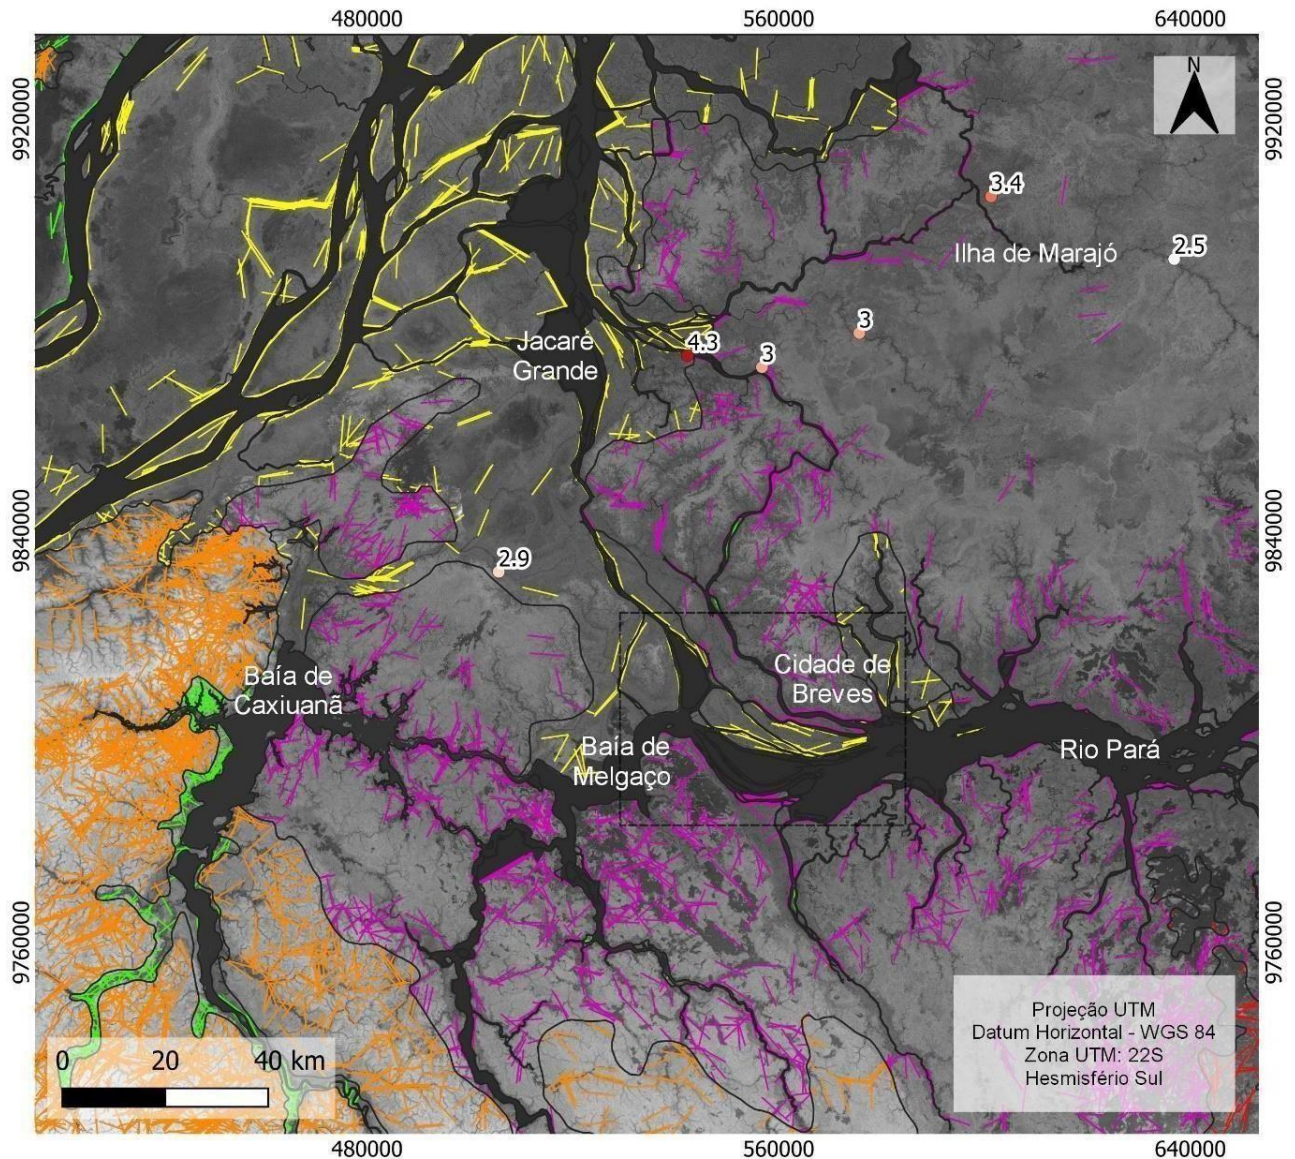 480000
560000
640000
N
9920000
9920000
3.4
Ilha de Marajó
2.5
3
4.3
3
Jacaré
Grande
9840000
9840000
2.9
Cidade de
Breves
Baía de
Caxiuanã
Baía de
Melgaço
Rio Pará
9760000
9760000
Projeção UTM
Datum Horizontal - WGS 84
Zona UTM: 22S
Hesmisfério Sul
0 20 40 km
480000
560000
640000